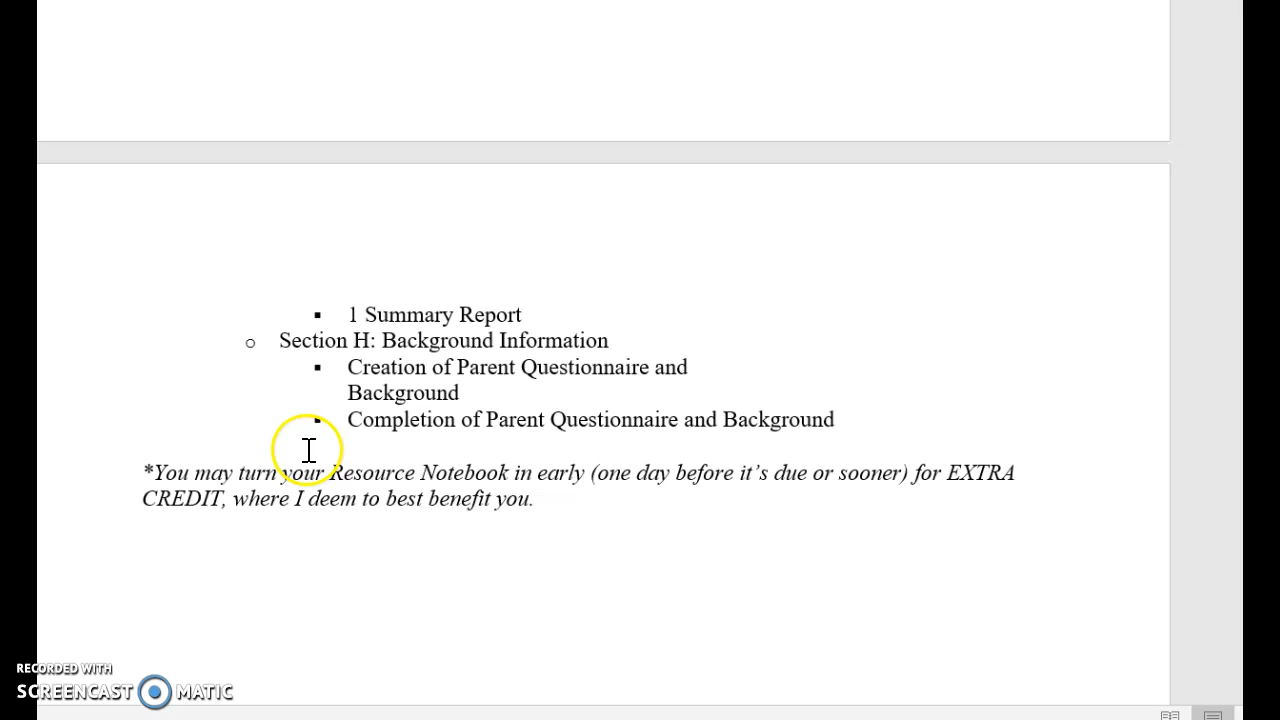 ▪ 1 Summary Report
o Section H: Background Information
▪ Creation of Parent Questionnaire and
Background
▪ Completion of Parent Questionnaire and Background
*You may turn your Resource Notebook in early (one day before it’s due or sooner) for EXTRA
CREDIT, where I deem to best benefit you.
RECORDED WITH
SCREENCAST MATIC